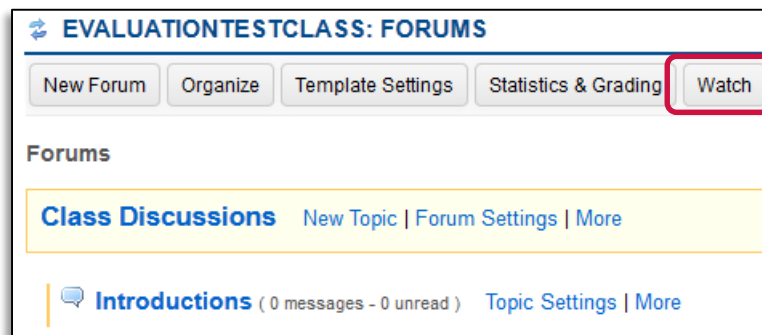 EVALUATIONTESTCLASS: FORUMS
New Forum Organize Template Settings Statistics & Grading Watch
Forums
Class Discussions New Topic | Forum Settings | More
Introductions ( 0 messages - 0 unread ) Topic Settings | More